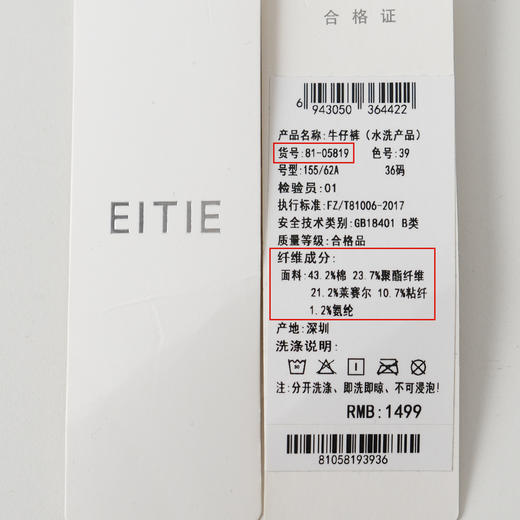 EITIE
合格证
6 943050 364422
产品名称:牛仔裤（水洗产品）
货号:81-05819 色号:39
号型:155/62A 36码
检验员:01
执行标准:FZ/T81006-2017
安全技术类别:GB18401 B类
质量等级:合格品
纤维成分:
面料:43.2%棉 23.7%聚酯纤维
21.2%莱赛尔 10.7%粘纤
1.2%氨纶
产地:深圳
洗涤说明:
注:分开洗涤、即洗即晾、不可浸泡!
RMB:1499
81058193936